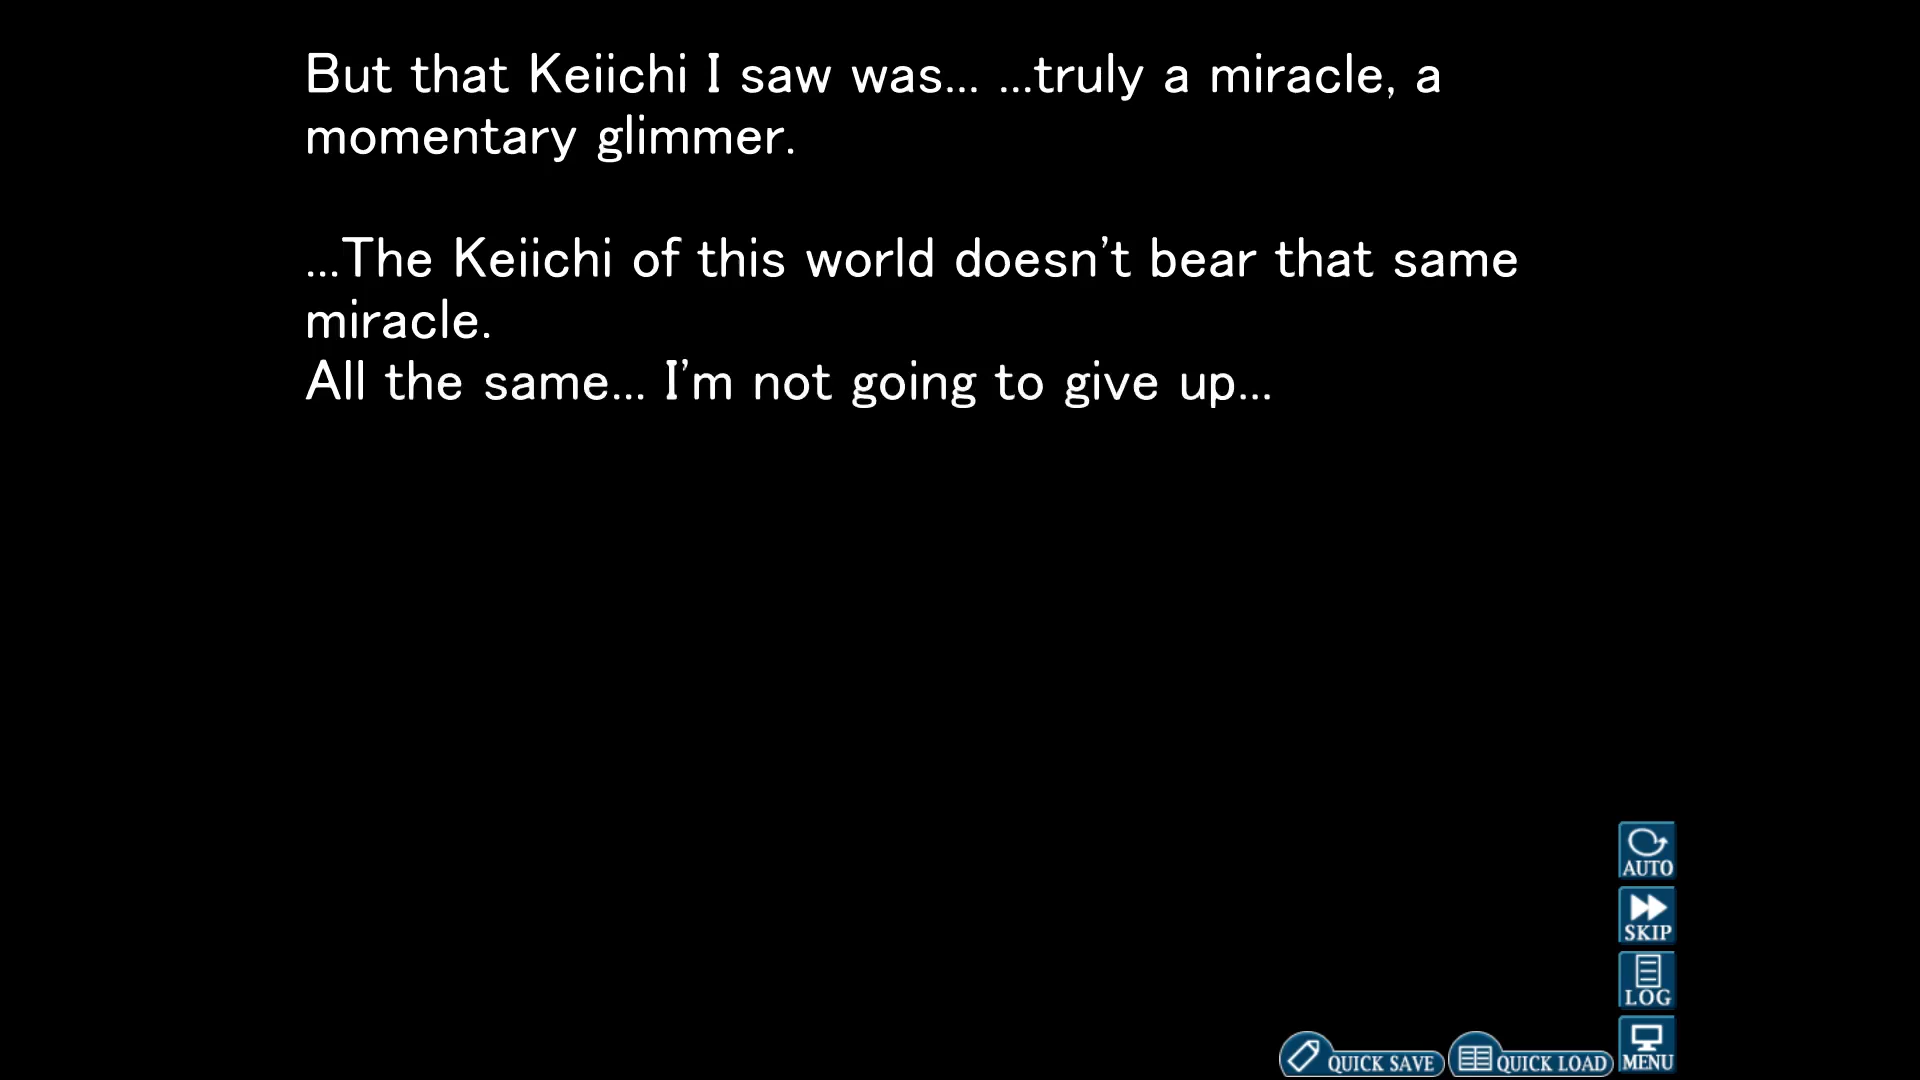 But that Keiichi I saw was... ...truly a miracle, a
momentary glimmer.
...The Keiichi of this world doesn't bear that same
miracle.
All the same... I'm not going to give up...
AUTO
SKIP
LOG
MENU
QUICK SAVE
QUICK LOAD